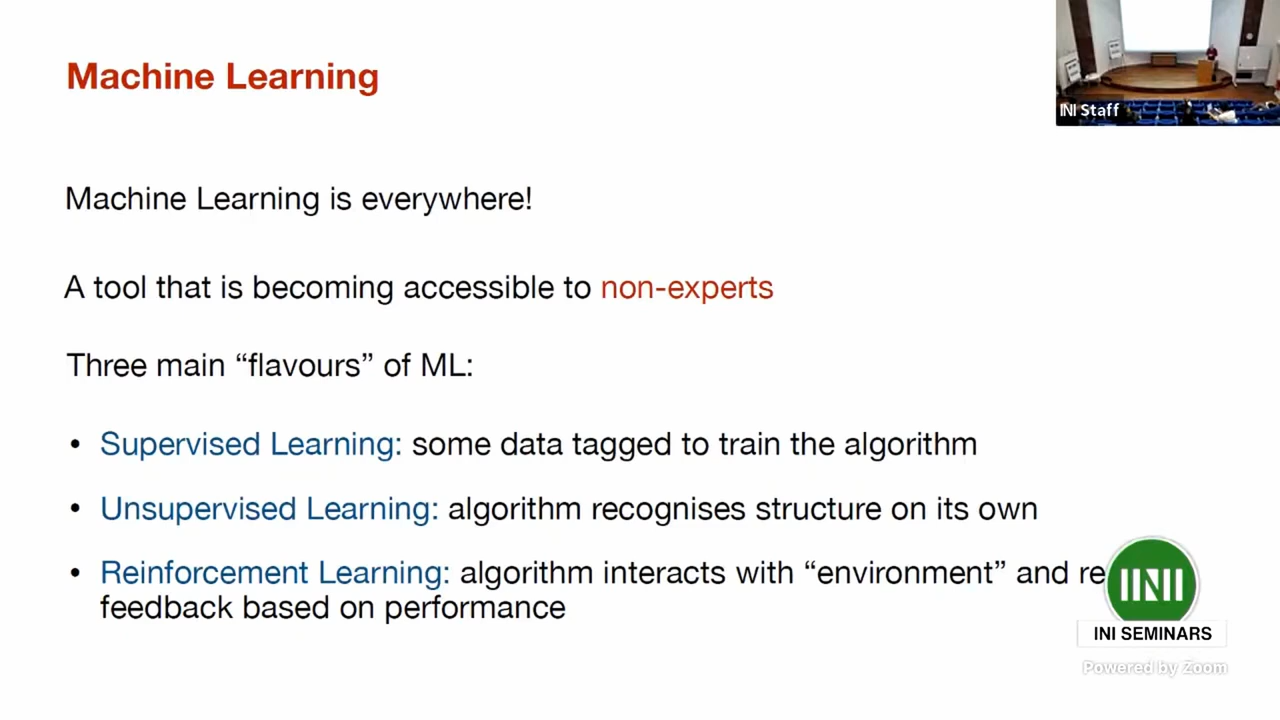 Machine Learning
INI Staff
Machine Learning is everywhere!
A tool that is becoming accessible to non-experts
Three main “flavours” of ML:
• Supervised Learning: some data tagged to train the algorithm
• Unsupervised Learning: algorithm recognises structure on its own
• Reinforcement Learning: algorithm interacts with “environment” and
feedback based on performance
INI
INI SEMINARS
Powered by Zoom